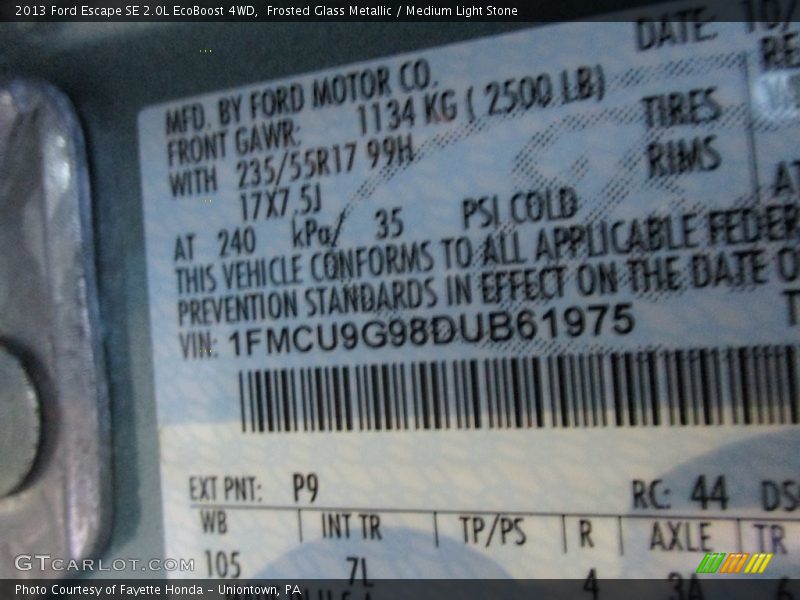 2013 Ford Escape SE 2.0L EcoBoost 4WD, Frosted Glass Metallic / Medium Light Stone
DATE: 10/
MFD. BY FORD MOTOR CO.
FRONT GAWR: 1134 KG ( 2500 LB)
WITH 235/55R17 99H TIRES
17X7.5J RIMS
AT 240 kPa/ 35 PSI COLD
THIS VEHICLE CONFORMS TO ALL APPLICABLE FEDER
PREVENTION STANDARDS IN EFFECT ON THE DATE O
VIN: 1FMCU9G98DUB61975
EXT PNT: P9 RC: 44 DS
WB INT TR TP/PS R AXLE TR
105 7L 4 3A 6
GTCARLOT.COM
Photo Courtesy of Fayette Honda - Uniontown, PA